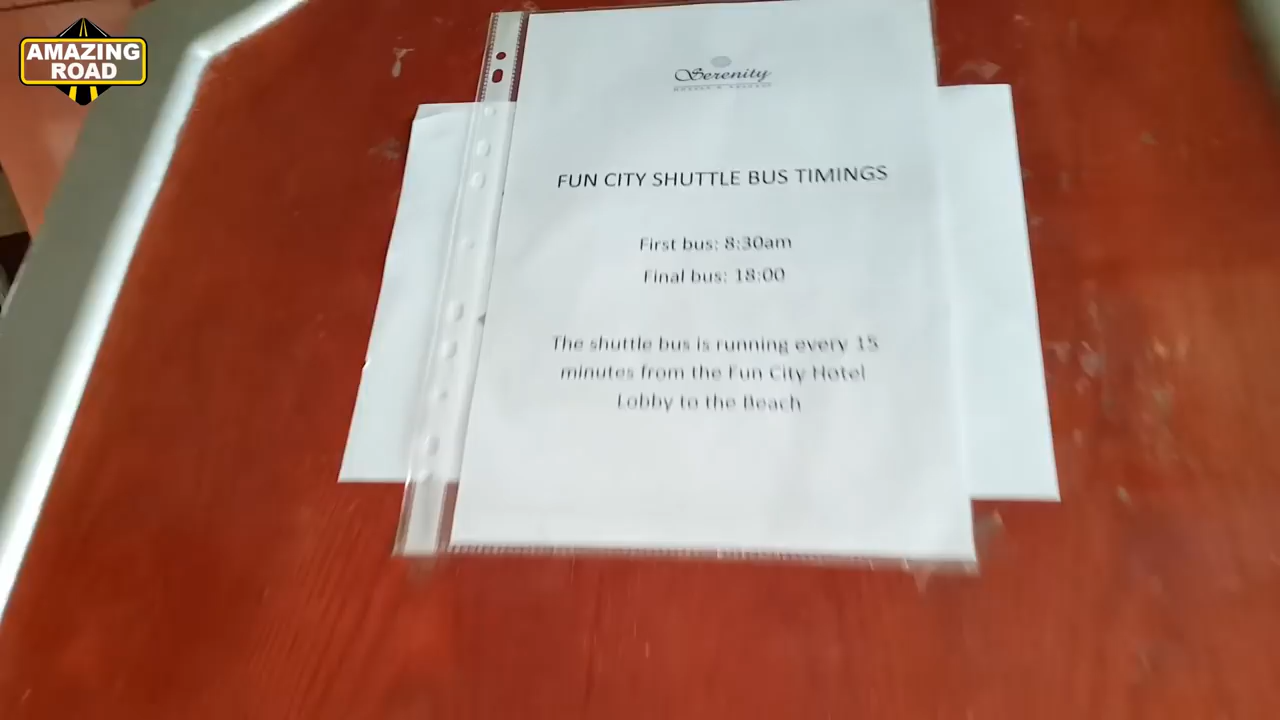 AMAZING
ROAD
Serenity
FUN CITY SHUTTLE BUS TIMINGS
First bus: 8:30am
Final bus: 18:00
The shuttle bus is running every 15
minutes from the Fun City Hotel
Lobby to the Beach